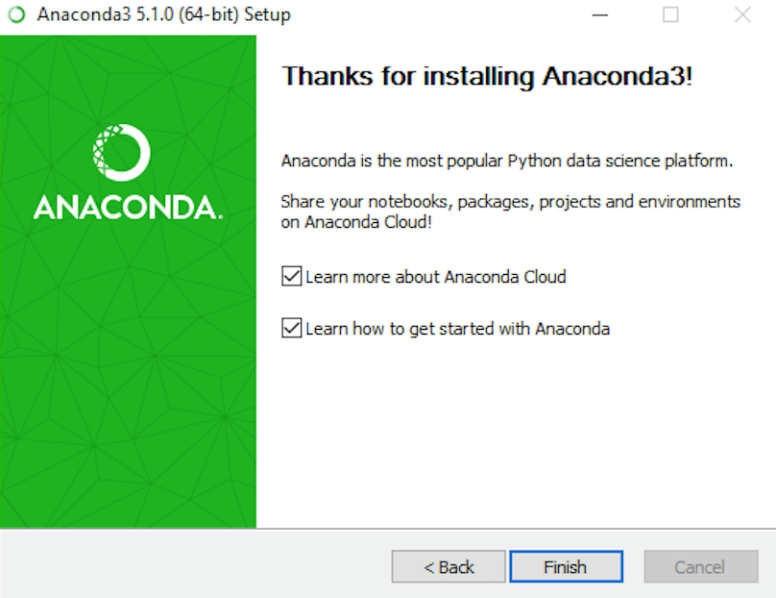 Anaconda3 5.1.0 (64-bit) Setup
ANACONDA.
Thanks for installing Anaconda3!
Anaconda is the most popular Python data science platform.
Share your notebooks, packages, projects and environments
on Anaconda Cloud!
Learn more about Anaconda Cloud
Learn how to get started with Anaconda
< Back
Finish
Cancel